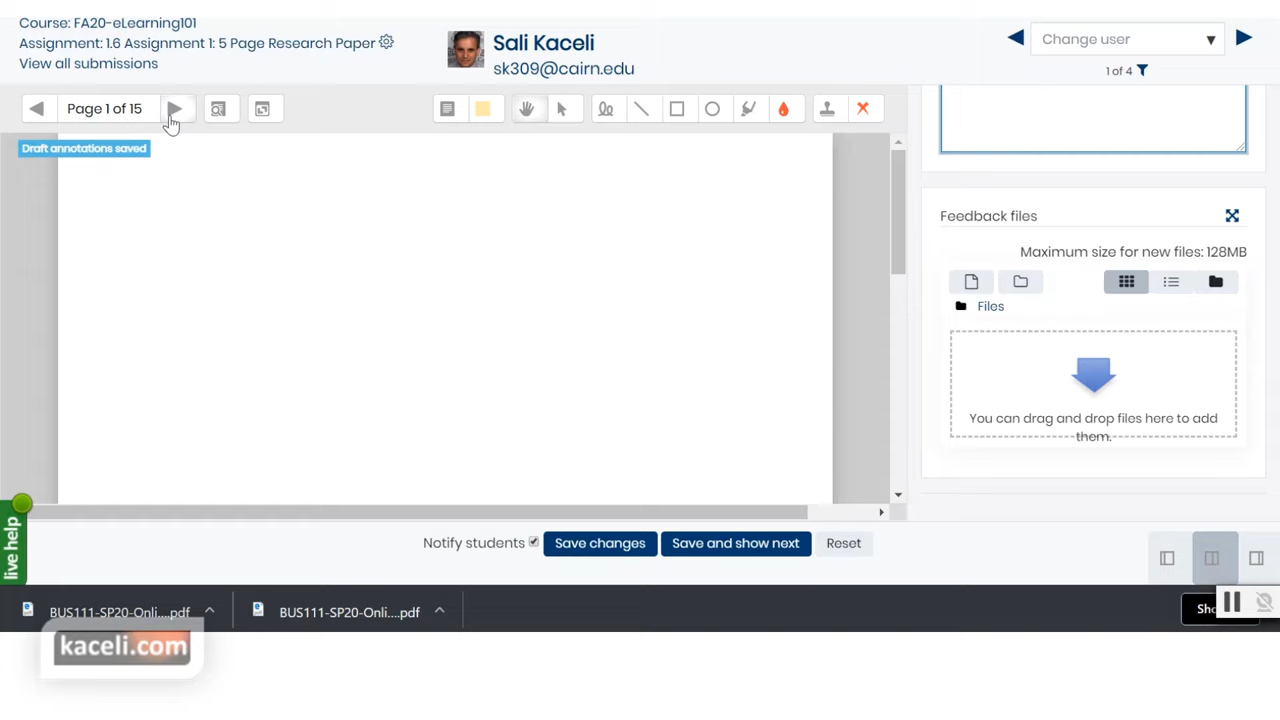 Course: FA20-eLearning101
Assignment: 1.6 Assignment 1: 5 Page Research Paper
View all submissions
Sali Kaceli
sk309@cairn.edu
Change user
1 of 4
Page 1 of 15
Draft annotations saved
Feedback files
Maximum size for new files: 128MB
Files
You can drag and drop files here to add
them.
live help
Notify students
Save changes
Save and show next
Reset
BUS111-SP20-Onli....pdf
BUS111-SP20-Onli....pdf
kaceli.com